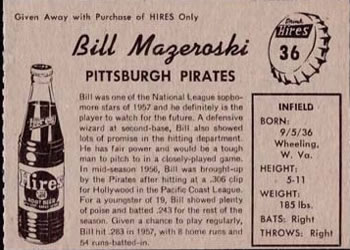 Given Away with Purchase of HIRES Only
Drink
Hires
36
Bill Mazeroski
PITTSBURGH PIRATES
Bill was one of the National League sopho-
more stars of 1957 and he definitely is the
player to watch for the future. A defensive
wizard at second-base, Bill also showed
lots of promise in the hitting department.
He has fair power and would be a tough
man to pitch to in a closely-played game.
In mid-season 1956, Bill was brought-up
by the Pirates after hitting at a .306 clip
for Hollywood in the Pacific Coast League.
For a youngster of 19, Bill showed plenty
of poise and batted .243 for the rest of the
season. Given a chance to play regularly,
Bill hit .283 in 1957, with 8 home runs and
54 runs-batted-in.
INFIELD
BORN:
9/5/36
Wheeling,
W. Va.
HEIGHT:
5-11
WEIGHT:
185 lbs.
BATS: Right
THROWS: Right
Hires
ROOT BEER